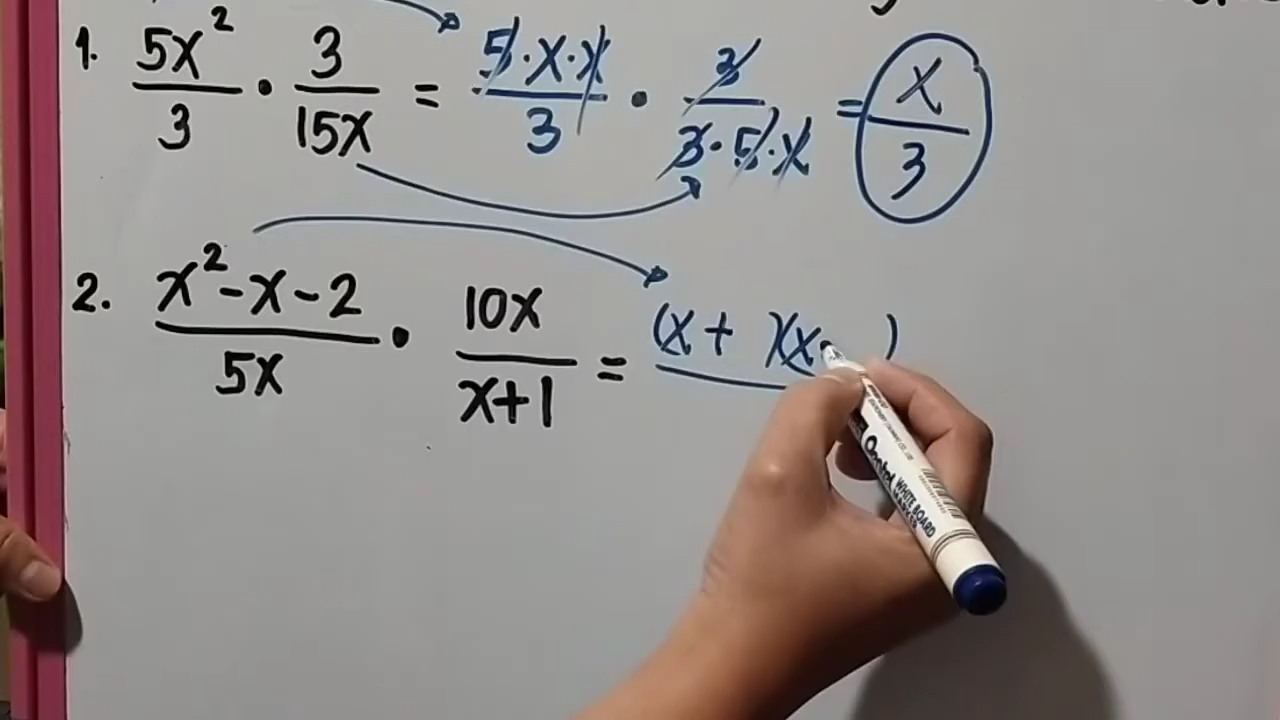 1. 5x²/3 · 3/15x = 5·x·x/3 · 3/3·5·x = x/3
2. x²-x-2/5x · 10x/x+1 = (x+ )(x- )
WHITE BOARD
MARKER